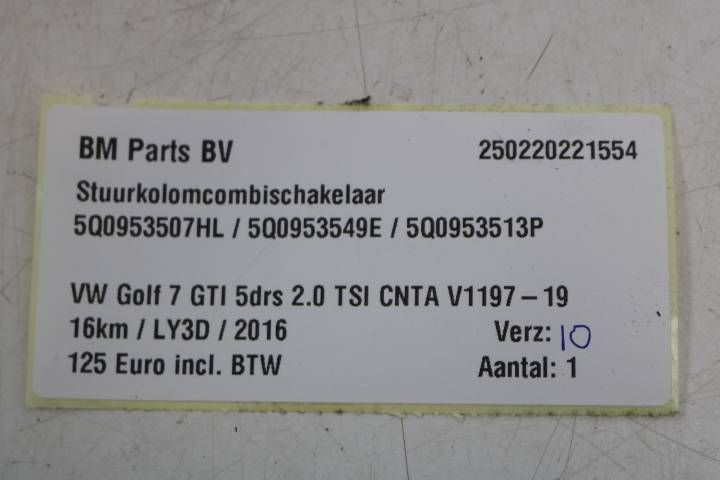 BM Parts BV 250220221554
Stuurkolomcombischakelaar
5Q0953507HL / 5Q0953549E / 5Q0953513P
VW Golf 7 GTI 5drs 2.0 TSI CNTA V1197 – 19
16km / LY3D / 2016 Verz: 10
125 Euro incl. BTW Aantal: 1